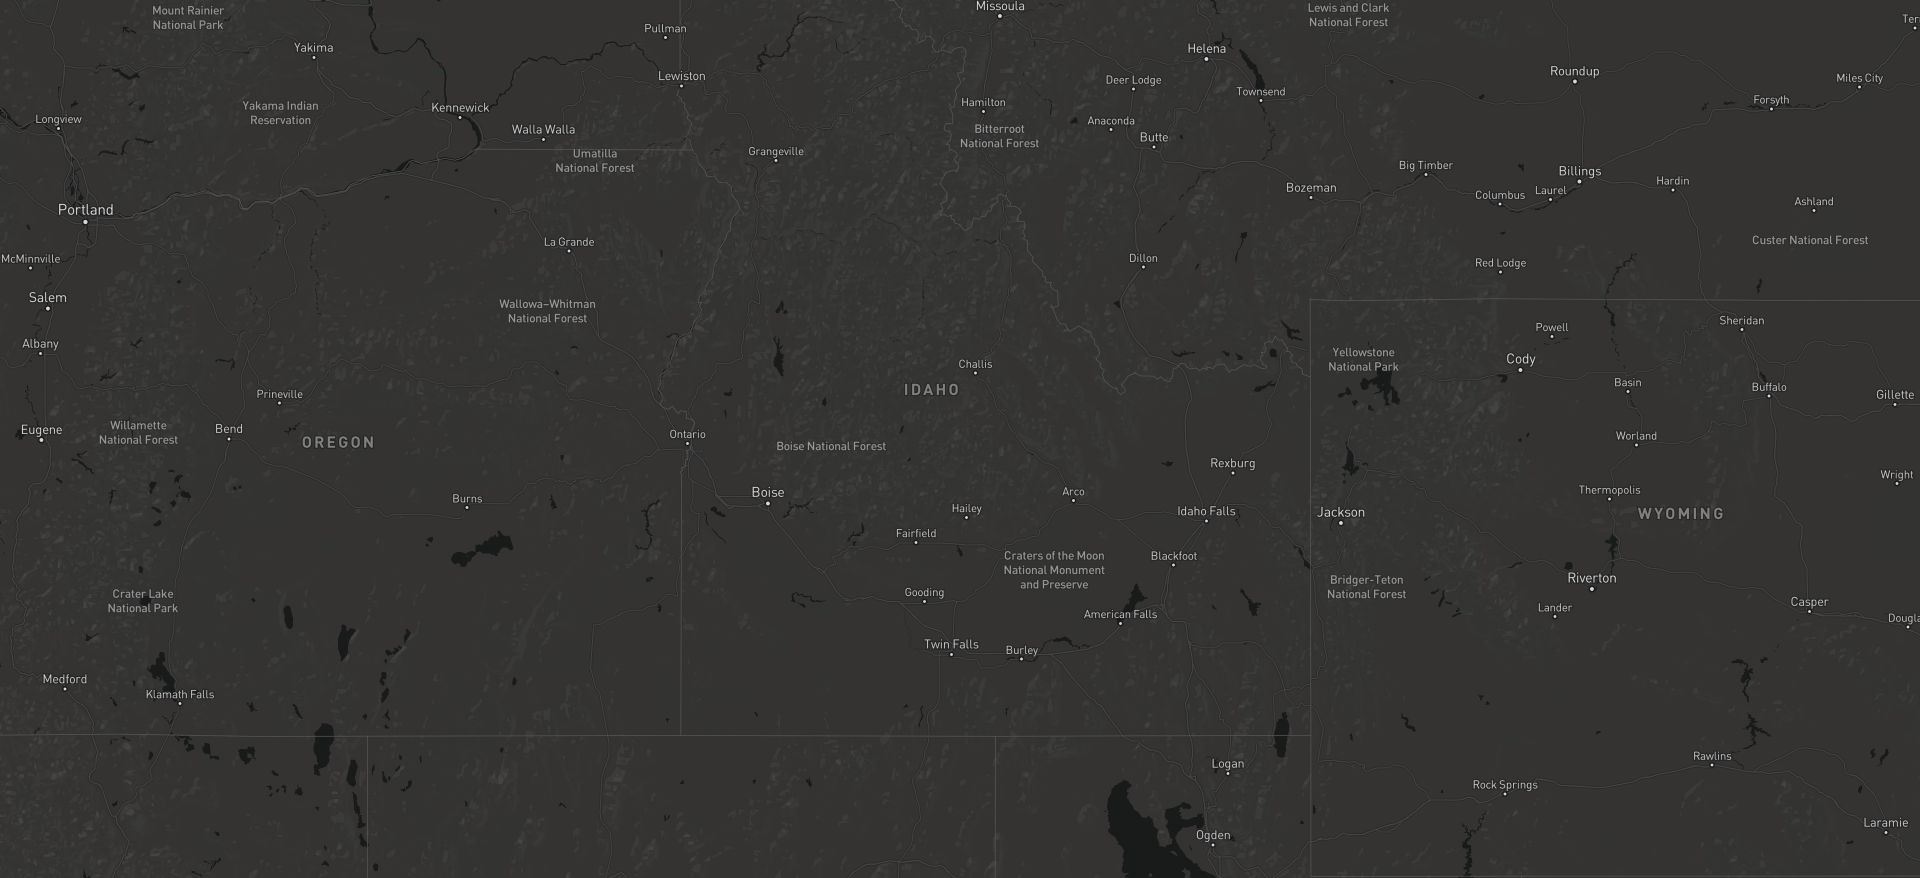 Mount Rainier
National Park
Missoula
Lewis and Clark
National Forest
Pullman
Yakima
Helena
Lewiston
Roundup
Miles City
Deer Lodge
Townsend
Yakama Indian
Reservation
Kennewick
Hamilton
Forsyth
Longview
Walla Walla
Anaconda
Bitterroot
National Forest
Butte
Umatilla
National Forest
Grangeville
Big Timber
Billings
Bozeman
Columbus
Laurel
Hardin
Ashland
Portland
La Grande
Custer National Forest
McMinnville
Dillon
Red Lodge
Salem
Wallowa–Whitman
National Forest
Sheridan
Powell
Albany
Challis
Yellowstone
National Park
Cody
IDAHO
Basin
Buffalo
Prineville
Gillette
Eugene
Willamette
National Forest
Bend
OREGON
Ontario
Boise National Forest
Worland
Rexburg
Wright
Boise
Arco
Thermopolis
Burns
Hailey
Idaho Falls
Jackson
WYOMING
Fairfield
Craters of the Moon
National Monument
and Preserve
Blackfoot
Bridger-Teton
National Forest
Riverton
Crater Lake
National Park
Gooding
American Falls
Lander
Casper
Dougla
Twin Falls
Burley
Medford
Klamath Falls
Logan
Rawlins
Rock Springs
Laramie
Ogden